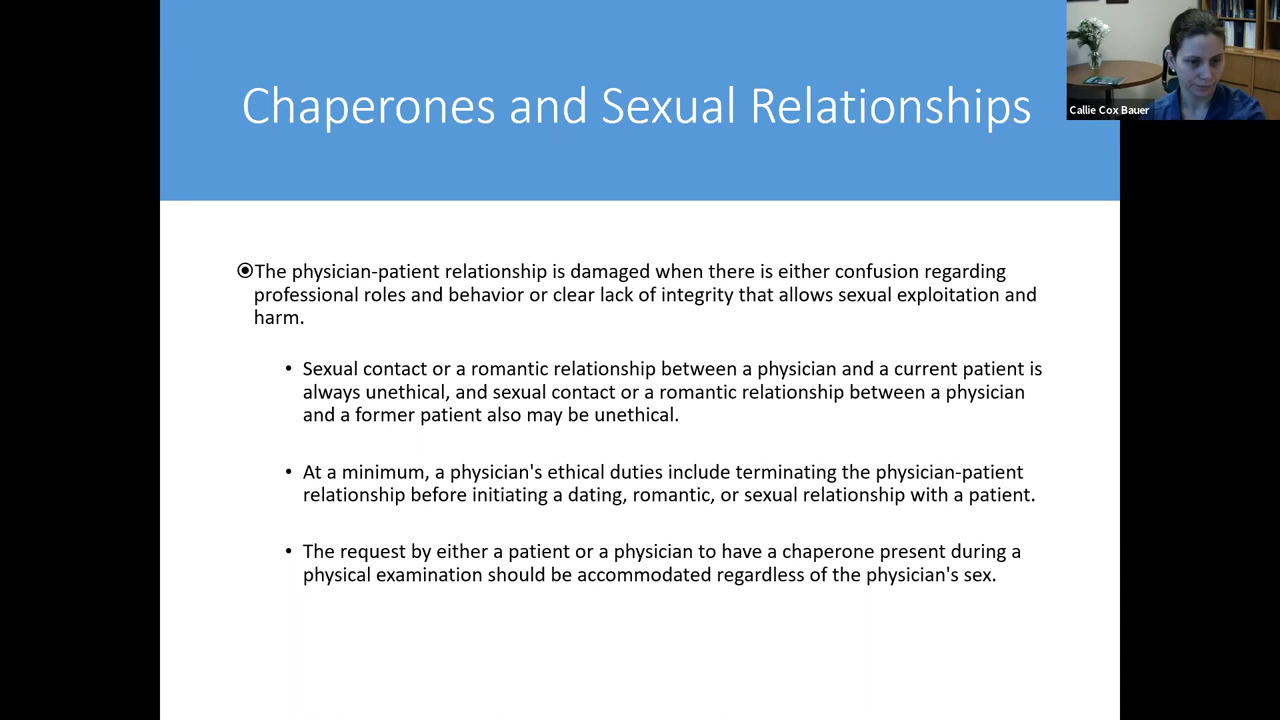 Chaperones and Sexual Relationships
Callie Cox Bauer
⦿The physician-patient relationship is damaged when there is either confusion regarding
professional roles and behavior or clear lack of integrity that allows sexual exploitation and
harm.
• Sexual contact or a romantic relationship between a physician and a current patient is
always unethical, and sexual contact or a romantic relationship between a physician
and a former patient also may be unethical.
• At a minimum, a physician's ethical duties include terminating the physician-patient
relationship before initiating a dating, romantic, or sexual relationship with a patient.
• The request by either a patient or a physician to have a chaperone present during a
physical examination should be accommodated regardless of the physician's sex.